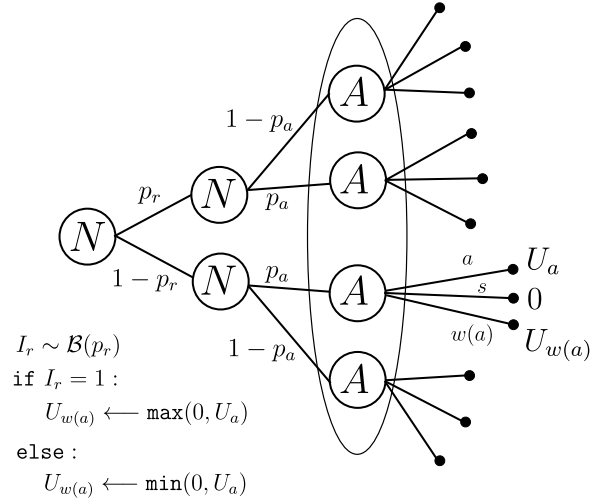 A
1 − p_a
A
p_r
N
p_a
N
a
U_a
1 − p_r
N
p_a
A
s
0
w(a)
U_{w(a)}
1 − p_a
A
I_r ∼ ℬ(p_r)
if I_r = 1 :
U_{w(a)} ⟵ max(0, U_a)
else :
U_{w(a)} ⟵ min(0, U_a)